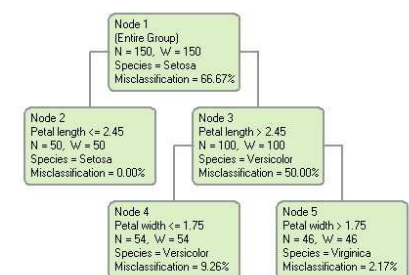 Node 1
(Entire Group)
N = 150, W = 150
Species = Setosa
Misclassification = 66.67%
Node 2
Petal length <= 2.45
N = 50, W = 50
Species = Setosa
Misclassification = 0.00%
Node 3
Petal length > 2.45
N = 100, W = 100
Species = Versicolor
Misclassification = 50.00%
Node 4
Petal width <= 1.75
N = 54, W = 54
Species = Versicolor
Misclassification = 9.26%
Node 5
Petal width > 1.75
N = 46, W = 46
Species = Virginica
Misclassification = 2.17%